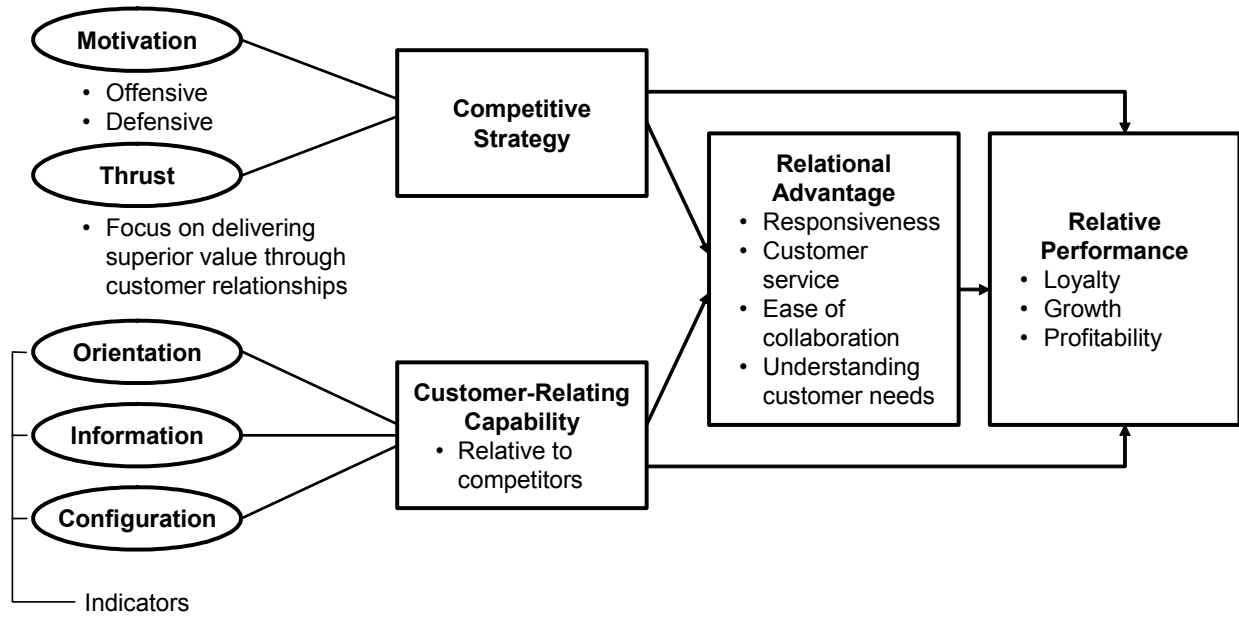 Motivation
• Offensive
• Defensive
Thrust
• Focus on delivering
superior value through
customer relationships
Orientation
Information
Configuration
Indicators
Competitive
Strategy
Customer-Relating
Capability
• Relative to
competitors
Relational
Advantage
• Responsiveness
• Customer
service
• Ease of
collaboration
• Understanding
customer needs
Relative
Performance
• Loyalty
• Growth
• Profitability